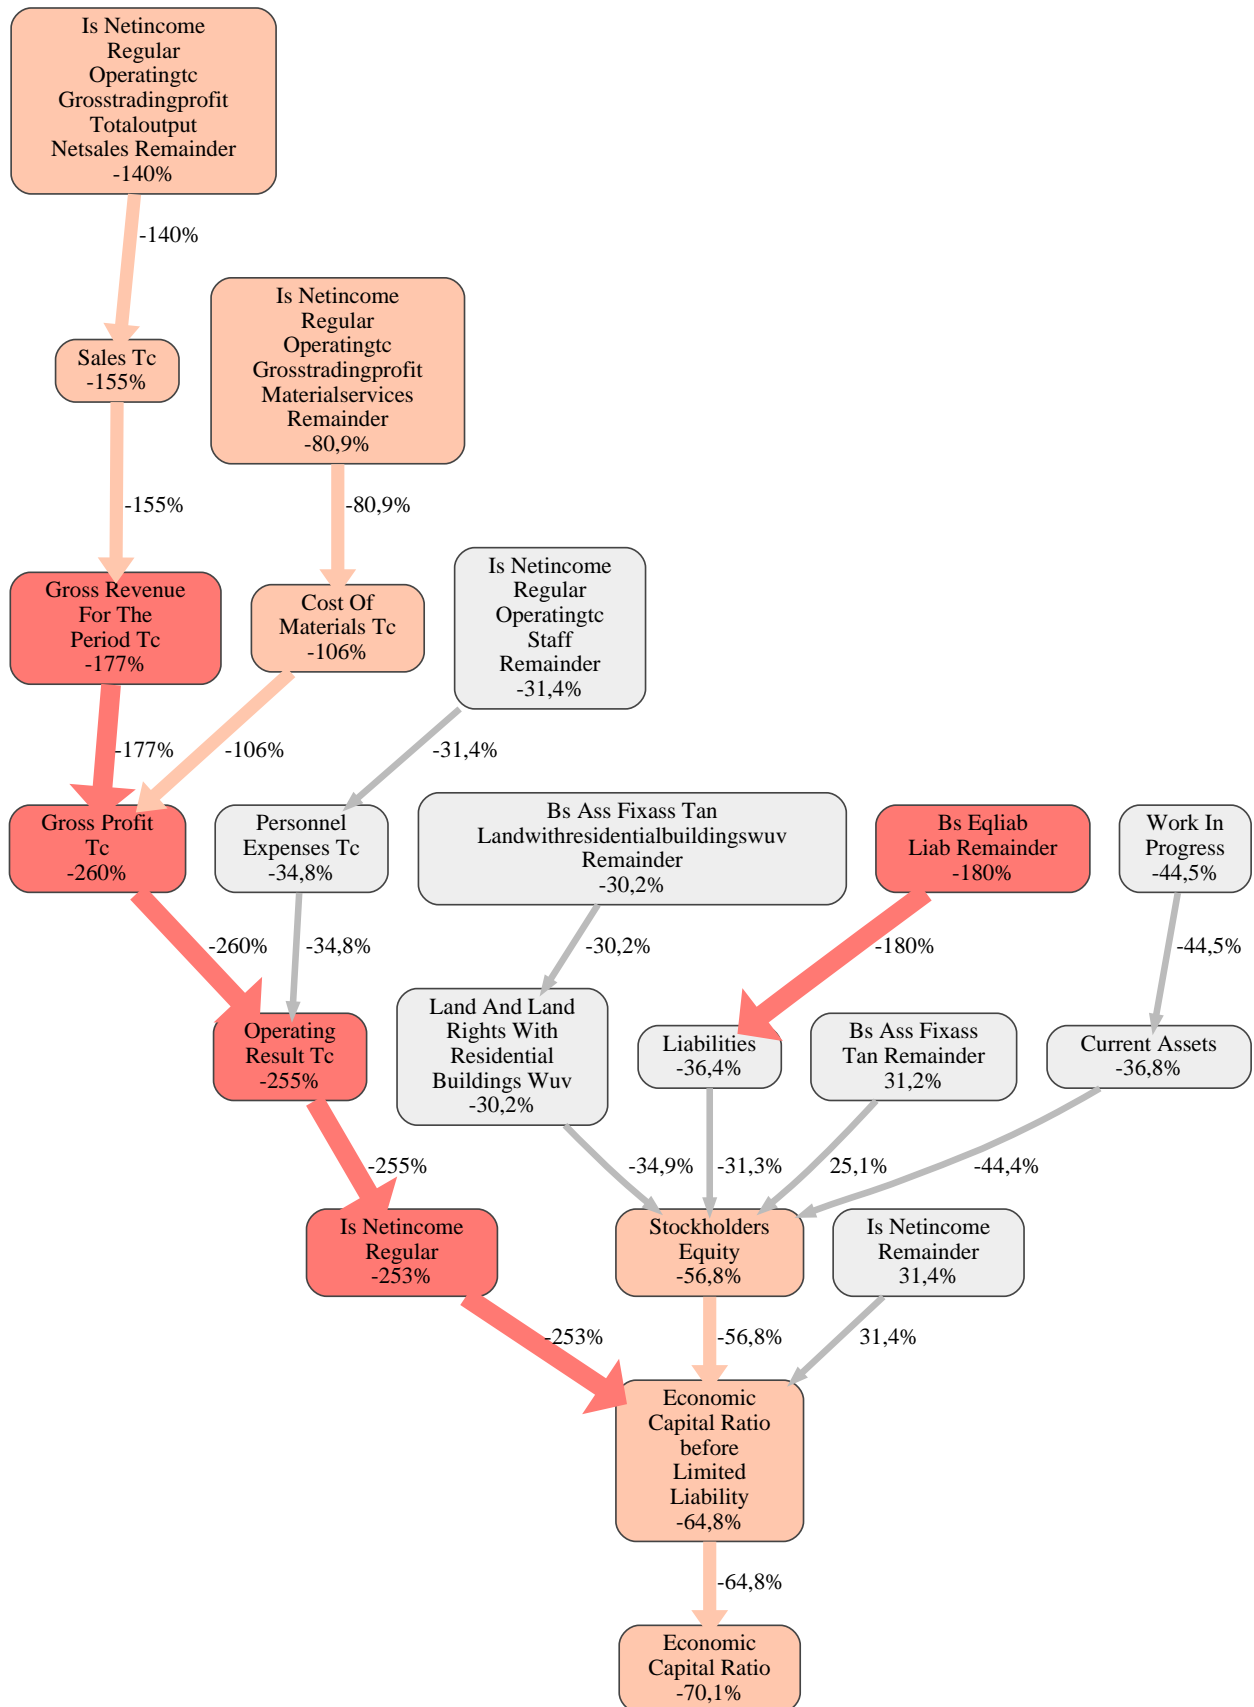 Is Netincome
Regular
Operatingtc
Grosstradingprofit
Totaloutput
Netsales Remainder
-140%
-140%
Is Netincome
Regular
Operatingtc
Grosstradingprofit
Materialservices
Remainder
-80,9%
Sales Tc
-155%
-155%
-80,9%
Is Netincome
Regular
Operatingtc
Staff
Remainder
-31,4%
Gross Revenue
For The
Period Tc
-177%
Cost Of
Materials Tc
-106%
-177%
-106%
-31,4%
Gross Profit
Tc
-260%
Personnel
Expenses Tc
-34,8%
Bs Ass Fixass Tan
Landwithresidentialbuildingswuv
Remainder
-30,2%
Bs Eqliab
Liab Remainder
-180%
Work In
Progress
-44,5%
-260%
-34,8%
-30,2%
-180%
-44,5%
Operating
Result Tc
-255%
Land And Land
Rights With
Residential
Buildings Wuv
-30,2%
Liabilities
-36,4%
Bs Ass Fixass
Tan Remainder
31,2%
Current Assets
-36,8%
-255%
-34,9%
-31,3%
25,1%
-44,4%
Is Netincome
Regular
-253%
Stockholders
Equity
-56,8%
Is Netincome
Remainder
31,4%
-253%
-56,8%
31,4%
Economic
Capital Ratio
before
Limited
Liability
-64,8%
-64,8%
Economic
Capital Ratio
-70,1%